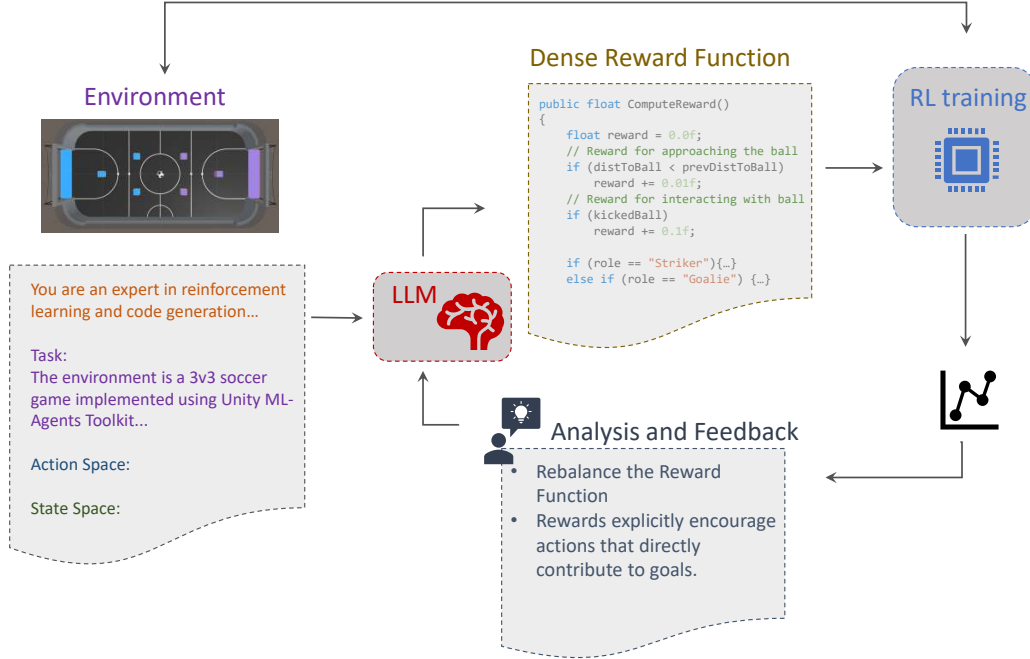 Environment
You are an expert in reinforcement
learning and code generation…
Task:
The environment is a 3v3 soccer
game implemented using Unity ML-
Agents Toolkit...
Action Space:
State Space:
LLM
Dense Reward Function
public float ComputeReward()
{
float reward = 0.0f;
// Reward for approaching the ball
if (distToBall < prevDistToBall)
reward += 0.01f;
// Reward for interacting with ball
if (kickedBall)
reward += 0.1f;
if (role == "Striker"){…}
else if (role == "Goalie") {…}
RL training
Analysis and Feedback
• Rebalance the Reward
Function
• Rewards explicitly encourage
actions that directly
contribute to goals.